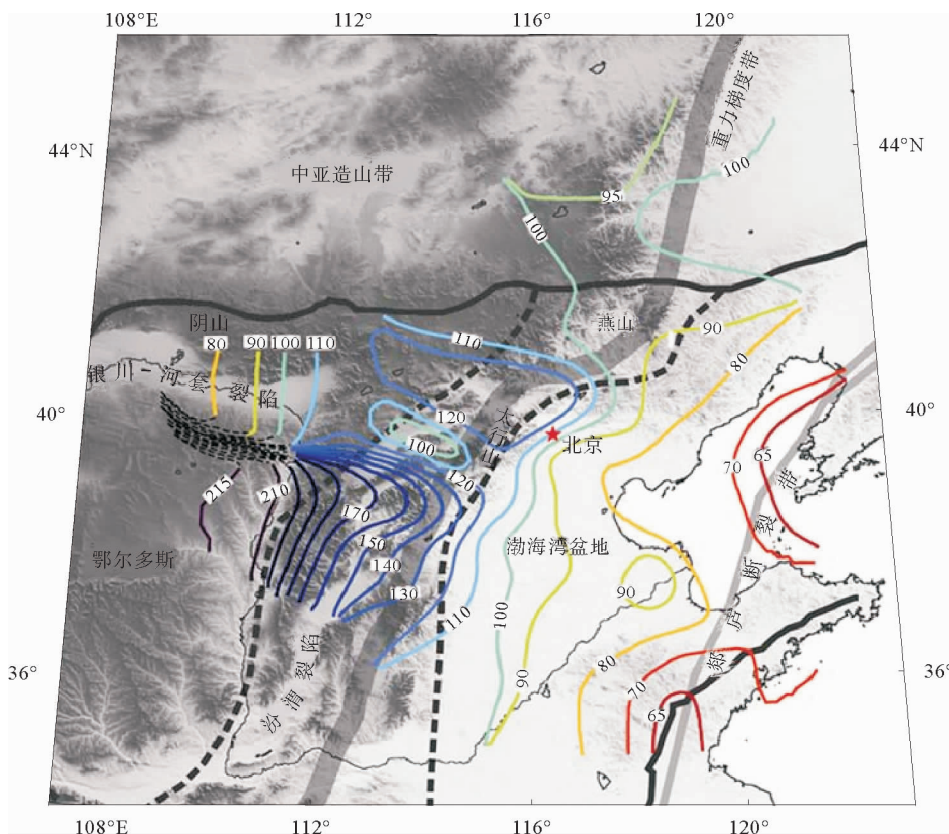 108°E 112° 116° 120°
重力梯度带
44°N
44°
中亚造山带
100
95
100
阴山
燕山
90
80 90 100 110
110
80
银川—河套裂陷
120
太行山
40°
40°
100
北京
70
65
120
215
210
170
带
裂
断
庐
郯
150
鄂尔多斯
渤海湾盆地
140
90
130
110
100
汾渭裂陷
80
36°
36°
90
70
65
108°E 112° 116° 120°